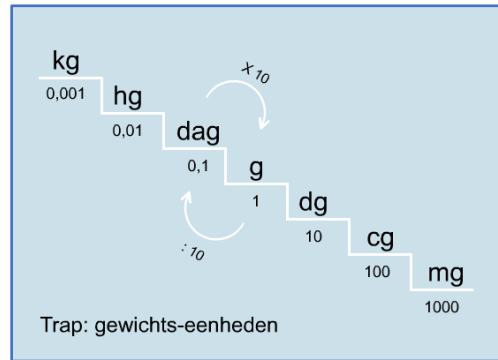 kg
0,001
hg
0,01
X 10
dag
0,1
g
1
: 10
dg
10
cg
100
mg
1000
Trap: gewichts-eenheden